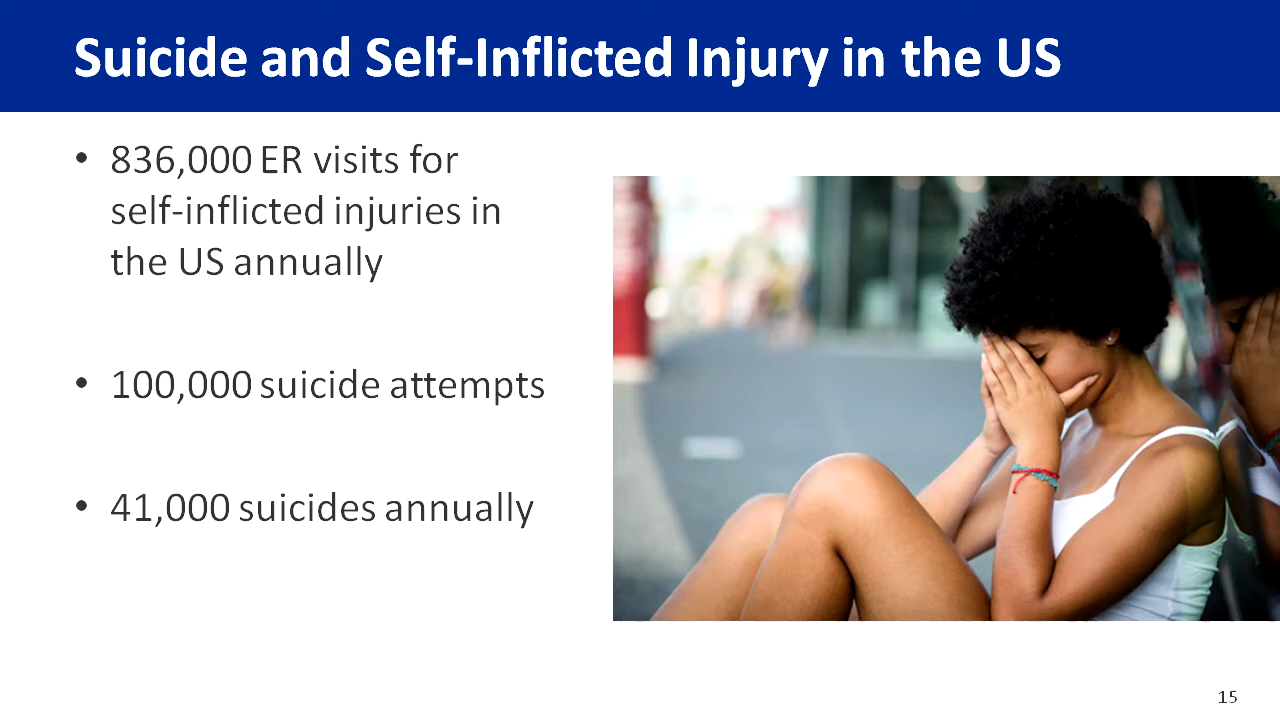 Suicide and Self-Inflicted Injury in the US
• 836,000 ER visits for
self-inflicted injuries in
the US annually
• 100,000 suicide attempts
• 41,000 suicides annually
15